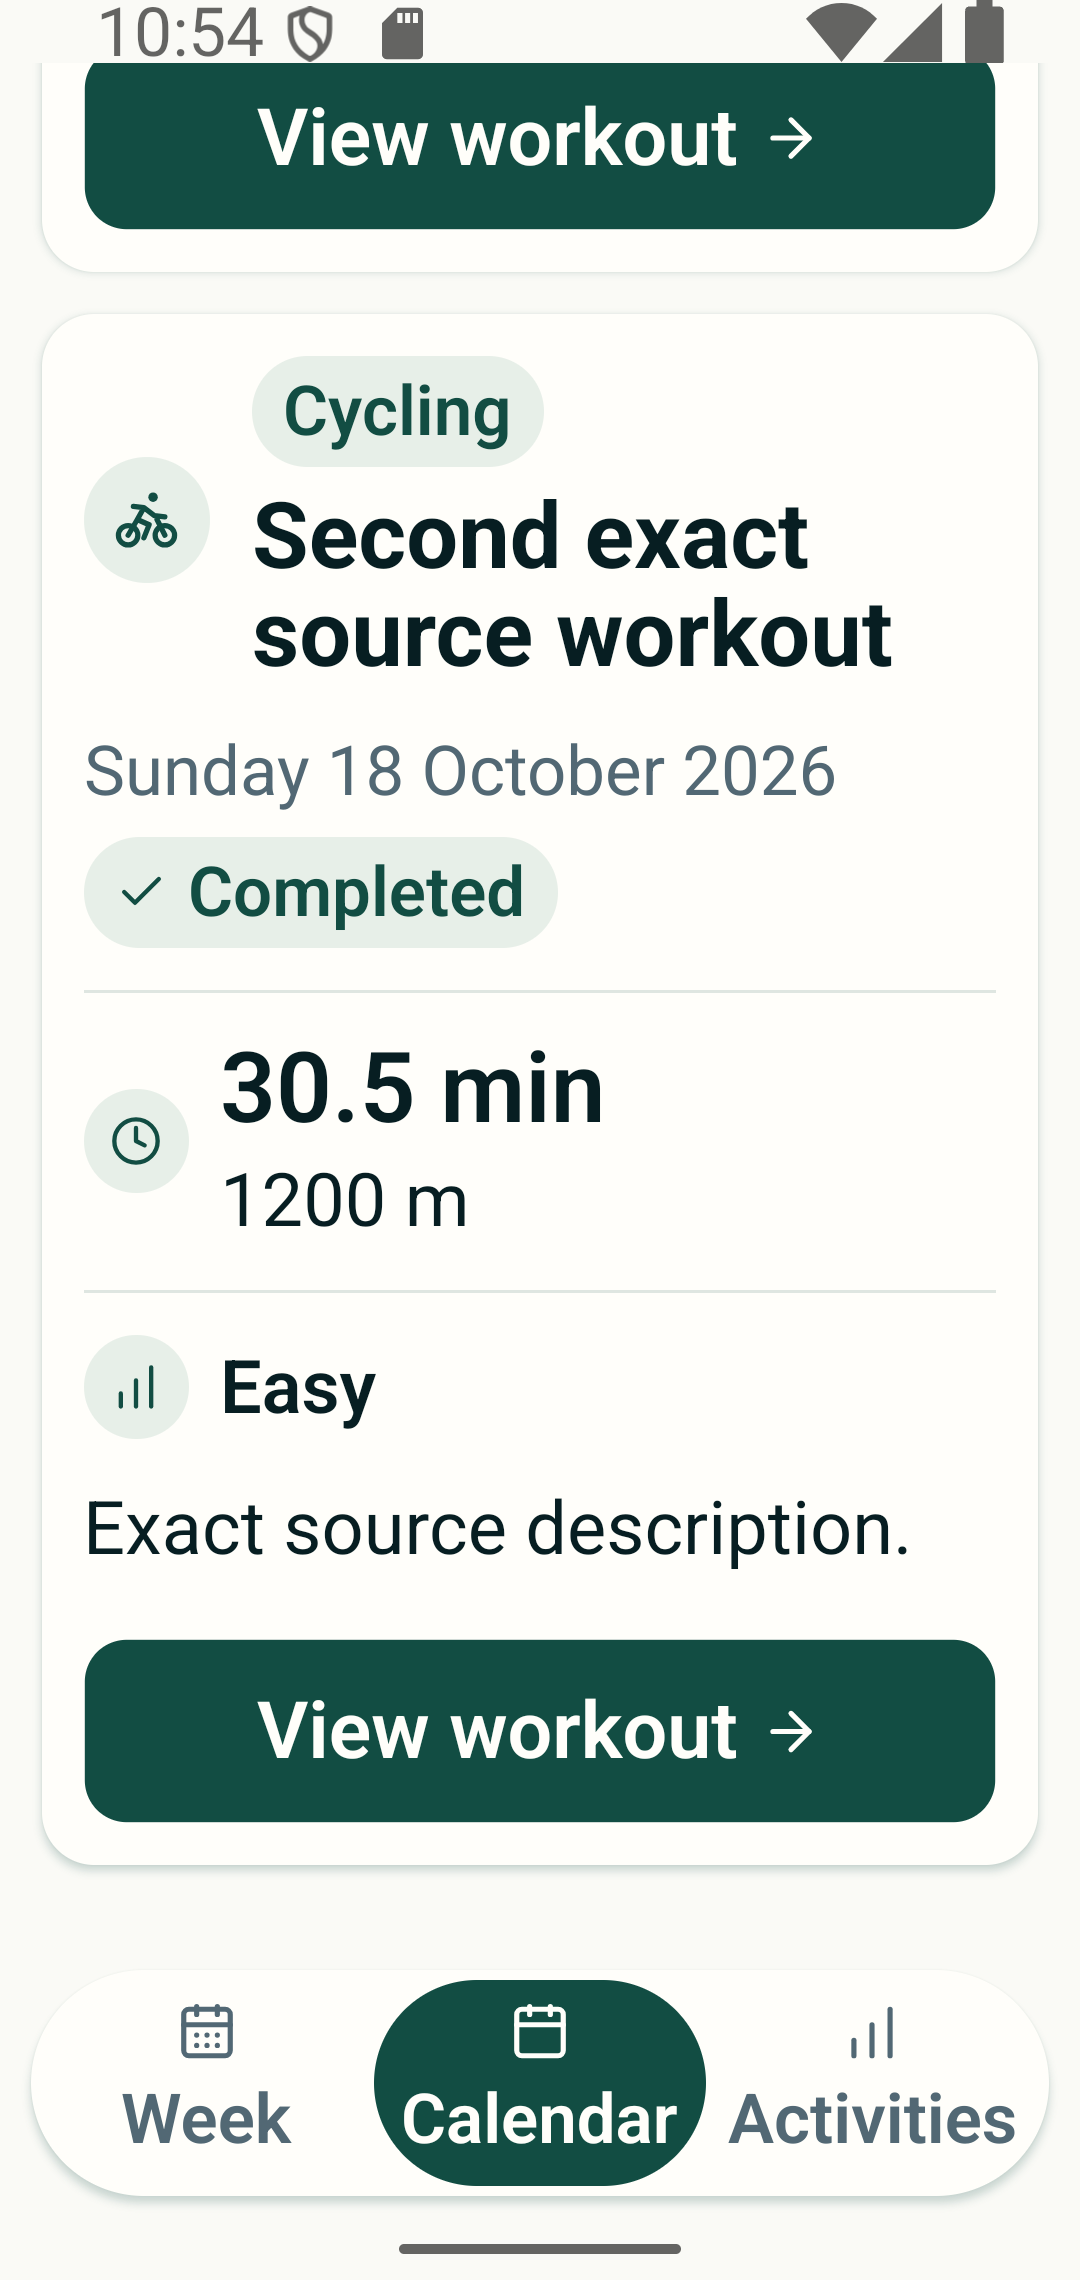 10:54
View workout
Cycling
Second exact
source workout
Sunday 18 October 2026
Completed
30.5 min
1200 m
Easy
Exact source description.
View workout
Week
Calendar
Activities